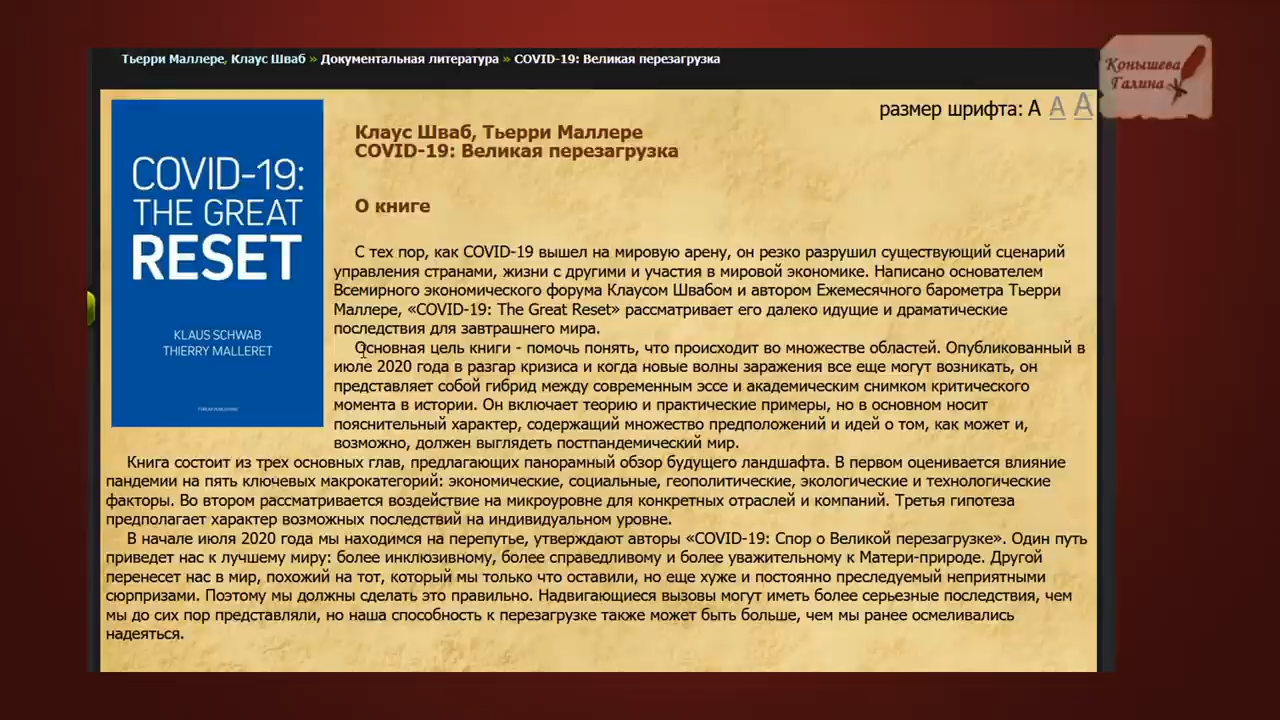 Тьерри Маллере, Клаус Шваб » Документальная литература » COVID-19: Великая перезагрузка
Конышева
Галина
размер шрифта: A A A
COVID-19:
THE GREAT
RESET
KLAUS SCHWAB
THIERRY MALLERET
Клаус Шваб, Тьерри Маллере
COVID-19: Великая перезагрузка
О книге
С тех пор, как COVID-19 вышел на мировую арену, он резко разрушил существующий сценарий
управления странами, жизни с другими и участия в мировой экономике. Написано основателем
Всемирного экономического форума Клаусом Швабом и автором Ежемесячного барометра Тьерри
Маллере, «COVID-19: The Great Reset» рассматривает его далеко идущие и драматические
последствия для завтрашнего мира.
Основная цель книги - помочь понять, что происходит во множестве областей. Опубликованный в
июле 2020 года в разгар кризиса и когда новые волны заражения все еще могут возникать, он
представляет собой гибрид между современным эссе и академическим снимком критического
момента в истории. Он включает теорию и практические примеры, но в основном носит
пояснительный характер, содержащий множество предположений и идей о том, как может и,
возможно, должен выглядеть постпандемический мир.
Книга состоит из трех основных глав, предлагающих панорамный обзор будущего ландшафта. В первом оценивается влияние
пандемии на пять ключевых макрокатегорий: экономические, социальные, геополитические, экологические и технологические
факторы. Во втором рассматривается воздействие на микроуровне для конкретных отраслей и компаний. Третья гипотеза
предполагает характер возможных последствий на индивидуальном уровне.
В начале июля 2020 года мы находимся на перепутье, утверждают авторы «COVID-19: Спор о Великой перезагрузке». Один путь
приведет нас к лучшему миру: более инклюзивному, более справедливому и более уважительному к Матери-природе. Другой
перенесет нас в мир, похожий на тот, который мы только что оставили, но еще хуже и постоянно преследуемый неприятными
сюрпризами. Поэтому мы должны сделать это правильно. Надвигающиеся вызовы могут иметь более серьезные последствия, чем
мы до сих пор представляли, но наша способность к перезагрузке также может быть больше, чем мы ранее осмеливались
надеяться.